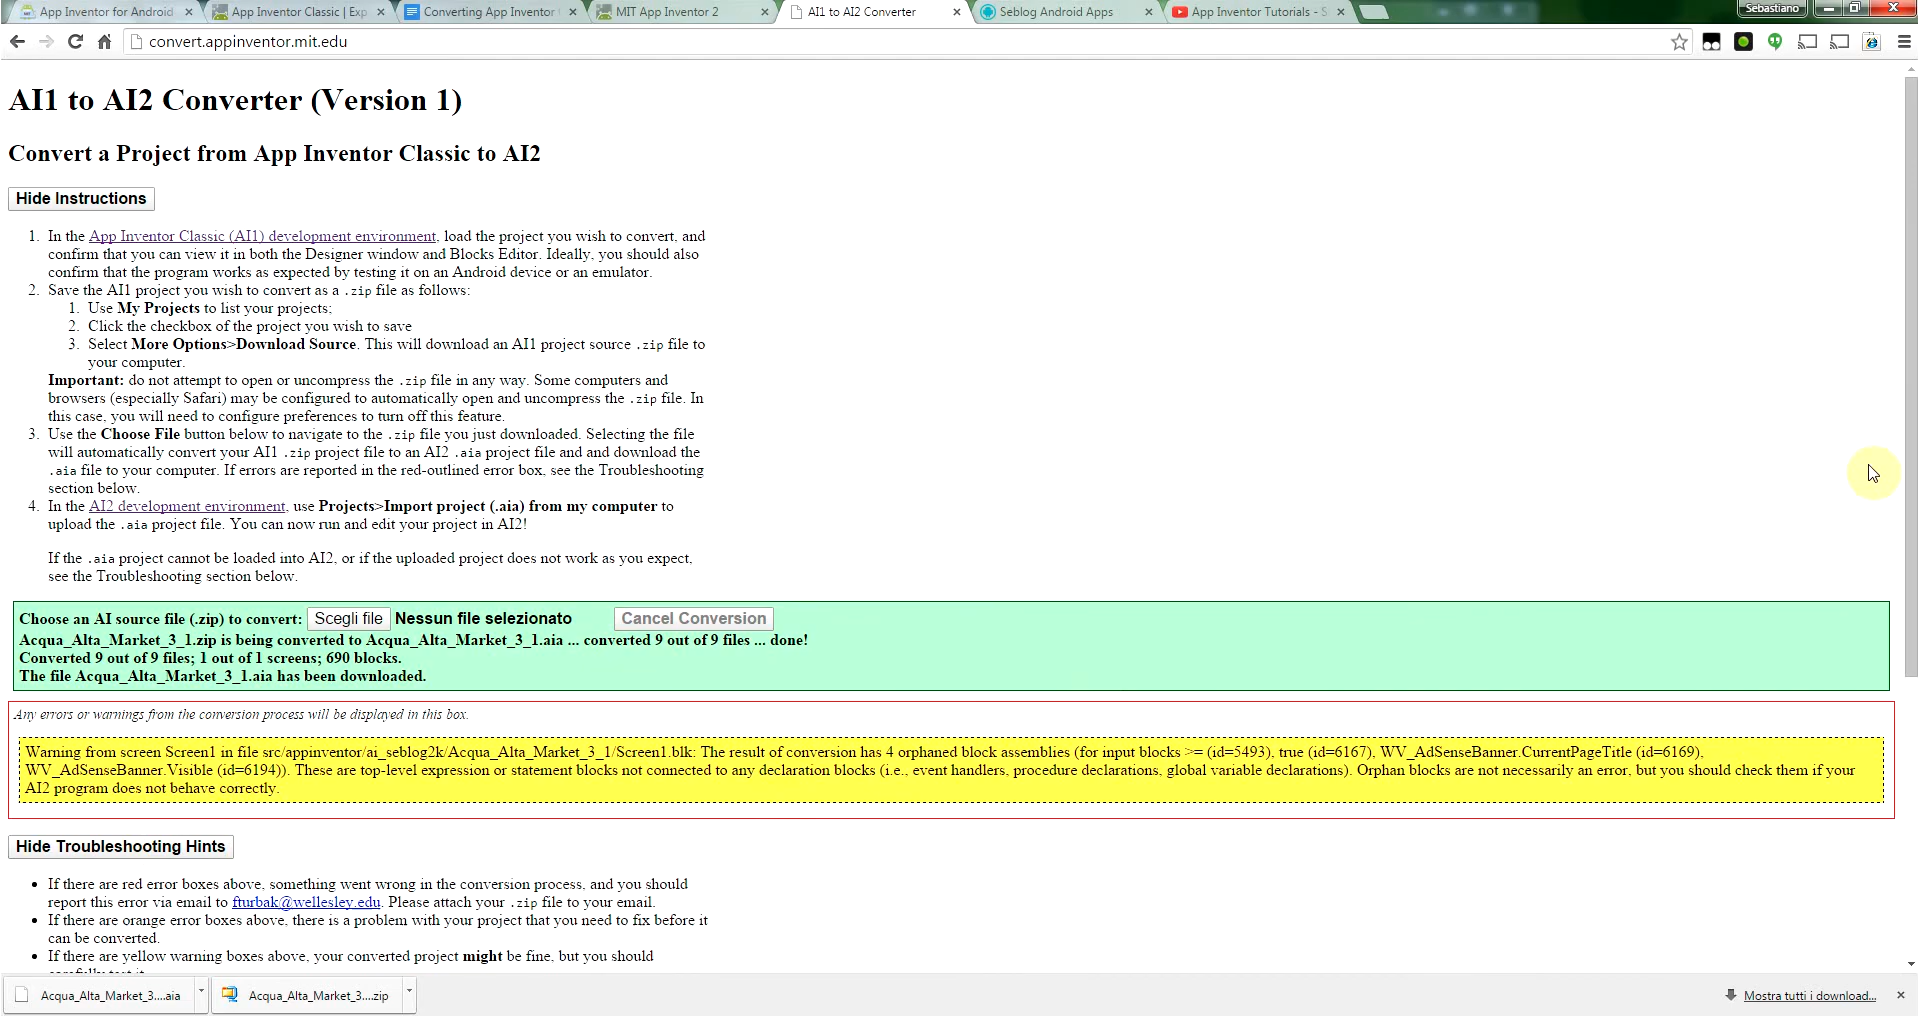 App Inventor for Android
App Inventor Classic | Exp
Converting App Inventor
MIT App Inventor 2
AI1 to AI2 Converter
Seblog Android Apps
App Inventor Tutorials - S
Sebastiano
convert.appinventor.mit.edu
AI1 to AI2 Converter (Version 1)
Convert a Project from App Inventor Classic to AI2
Hide Instructions
1. In the App Inventor Classic (AI1) development environment, load the project you wish to convert, and
confirm that you can view it in both the Designer window and Blocks Editor. Ideally, you should also
confirm that the program works as expected by testing it on an Android device or an emulator.
2. Save the AI1 project you wish to convert as a .zip file as follows:
1. Use My Projects to list your projects;
2. Click the checkbox of the project you wish to save
3. Select More Options>Download Source. This will download an AI1 project source .zip file to
your computer.
Important: do not attempt to open or uncompress the .zip file in any way. Some computers and
browsers (especially Safari) may be configured to automatically open and uncompress the .zip file. In
this case, you will need to configure preferences to turn off this feature.
3. Use the Choose File button below to navigate to the .zip file you just downloaded. Selecting the file
will automatically convert your AI1 .zip project file to an AI2 .aia project file and and download the
.aia file to your computer. If errors are reported in the red-outlined error box, see the Troubleshooting
section below.
4. In the AI2 development environment, use Projects>Import project (.aia) from my computer to
upload the .aia project file. You can now run and edit your project in AI2!
If the .aia project cannot be loaded into AI2, or if the uploaded project does not work as you expect,
see the Troubleshooting section below.
Choose an AI source file (.zip) to convert: Scegli file Nessun file selezionato Cancel Conversion
Acqua_Alta_Market_3_1.zip is being converted to Acqua_Alta_Market_3_1.aia ... converted 9 out of 9 files ... done!
Converted 9 out of 9 files; 1 out of 1 screens; 690 blocks.
The file Acqua_Alta_Market_3_1.aia has been downloaded.
Any errors or warnings from the conversion process will be displayed in this box.
Warning from screen Screen1 in file src/appinventor/ai_seblog2k/Acqua_Alta_Market_3_1/Screen1.blk: The result of conversion has 4 orphaned block assemblies (for input blocks >= (id=5493), true (id=6167), WV_AdSenseBanner.CurrentPageTitle (id=6169),
WV_AdSenseBanner.Visible (id=6194)). These are top-level expression or statement blocks not connected to any declaration blocks (i.e., event handlers, procedure declarations, global variable declarations). Orphan blocks are not necessarily an error, but you should check them if your
AI2 program does not behave correctly.
Hide Troubleshooting Hints
• If there are red error boxes above, something went wrong in the conversion process, and you should
report this error via email to fturbak@wellesley.edu. Please attach your .zip file to your email.
• If there are orange error boxes above, there is a problem with your project that you need to fix before it
can be converted.
• If there are yellow warning boxes above, your converted project might be fine, but you should
Acqua_Alta_Market_3....aia
Acqua_Alta_Market_3....zip
Mostra tutti i download...